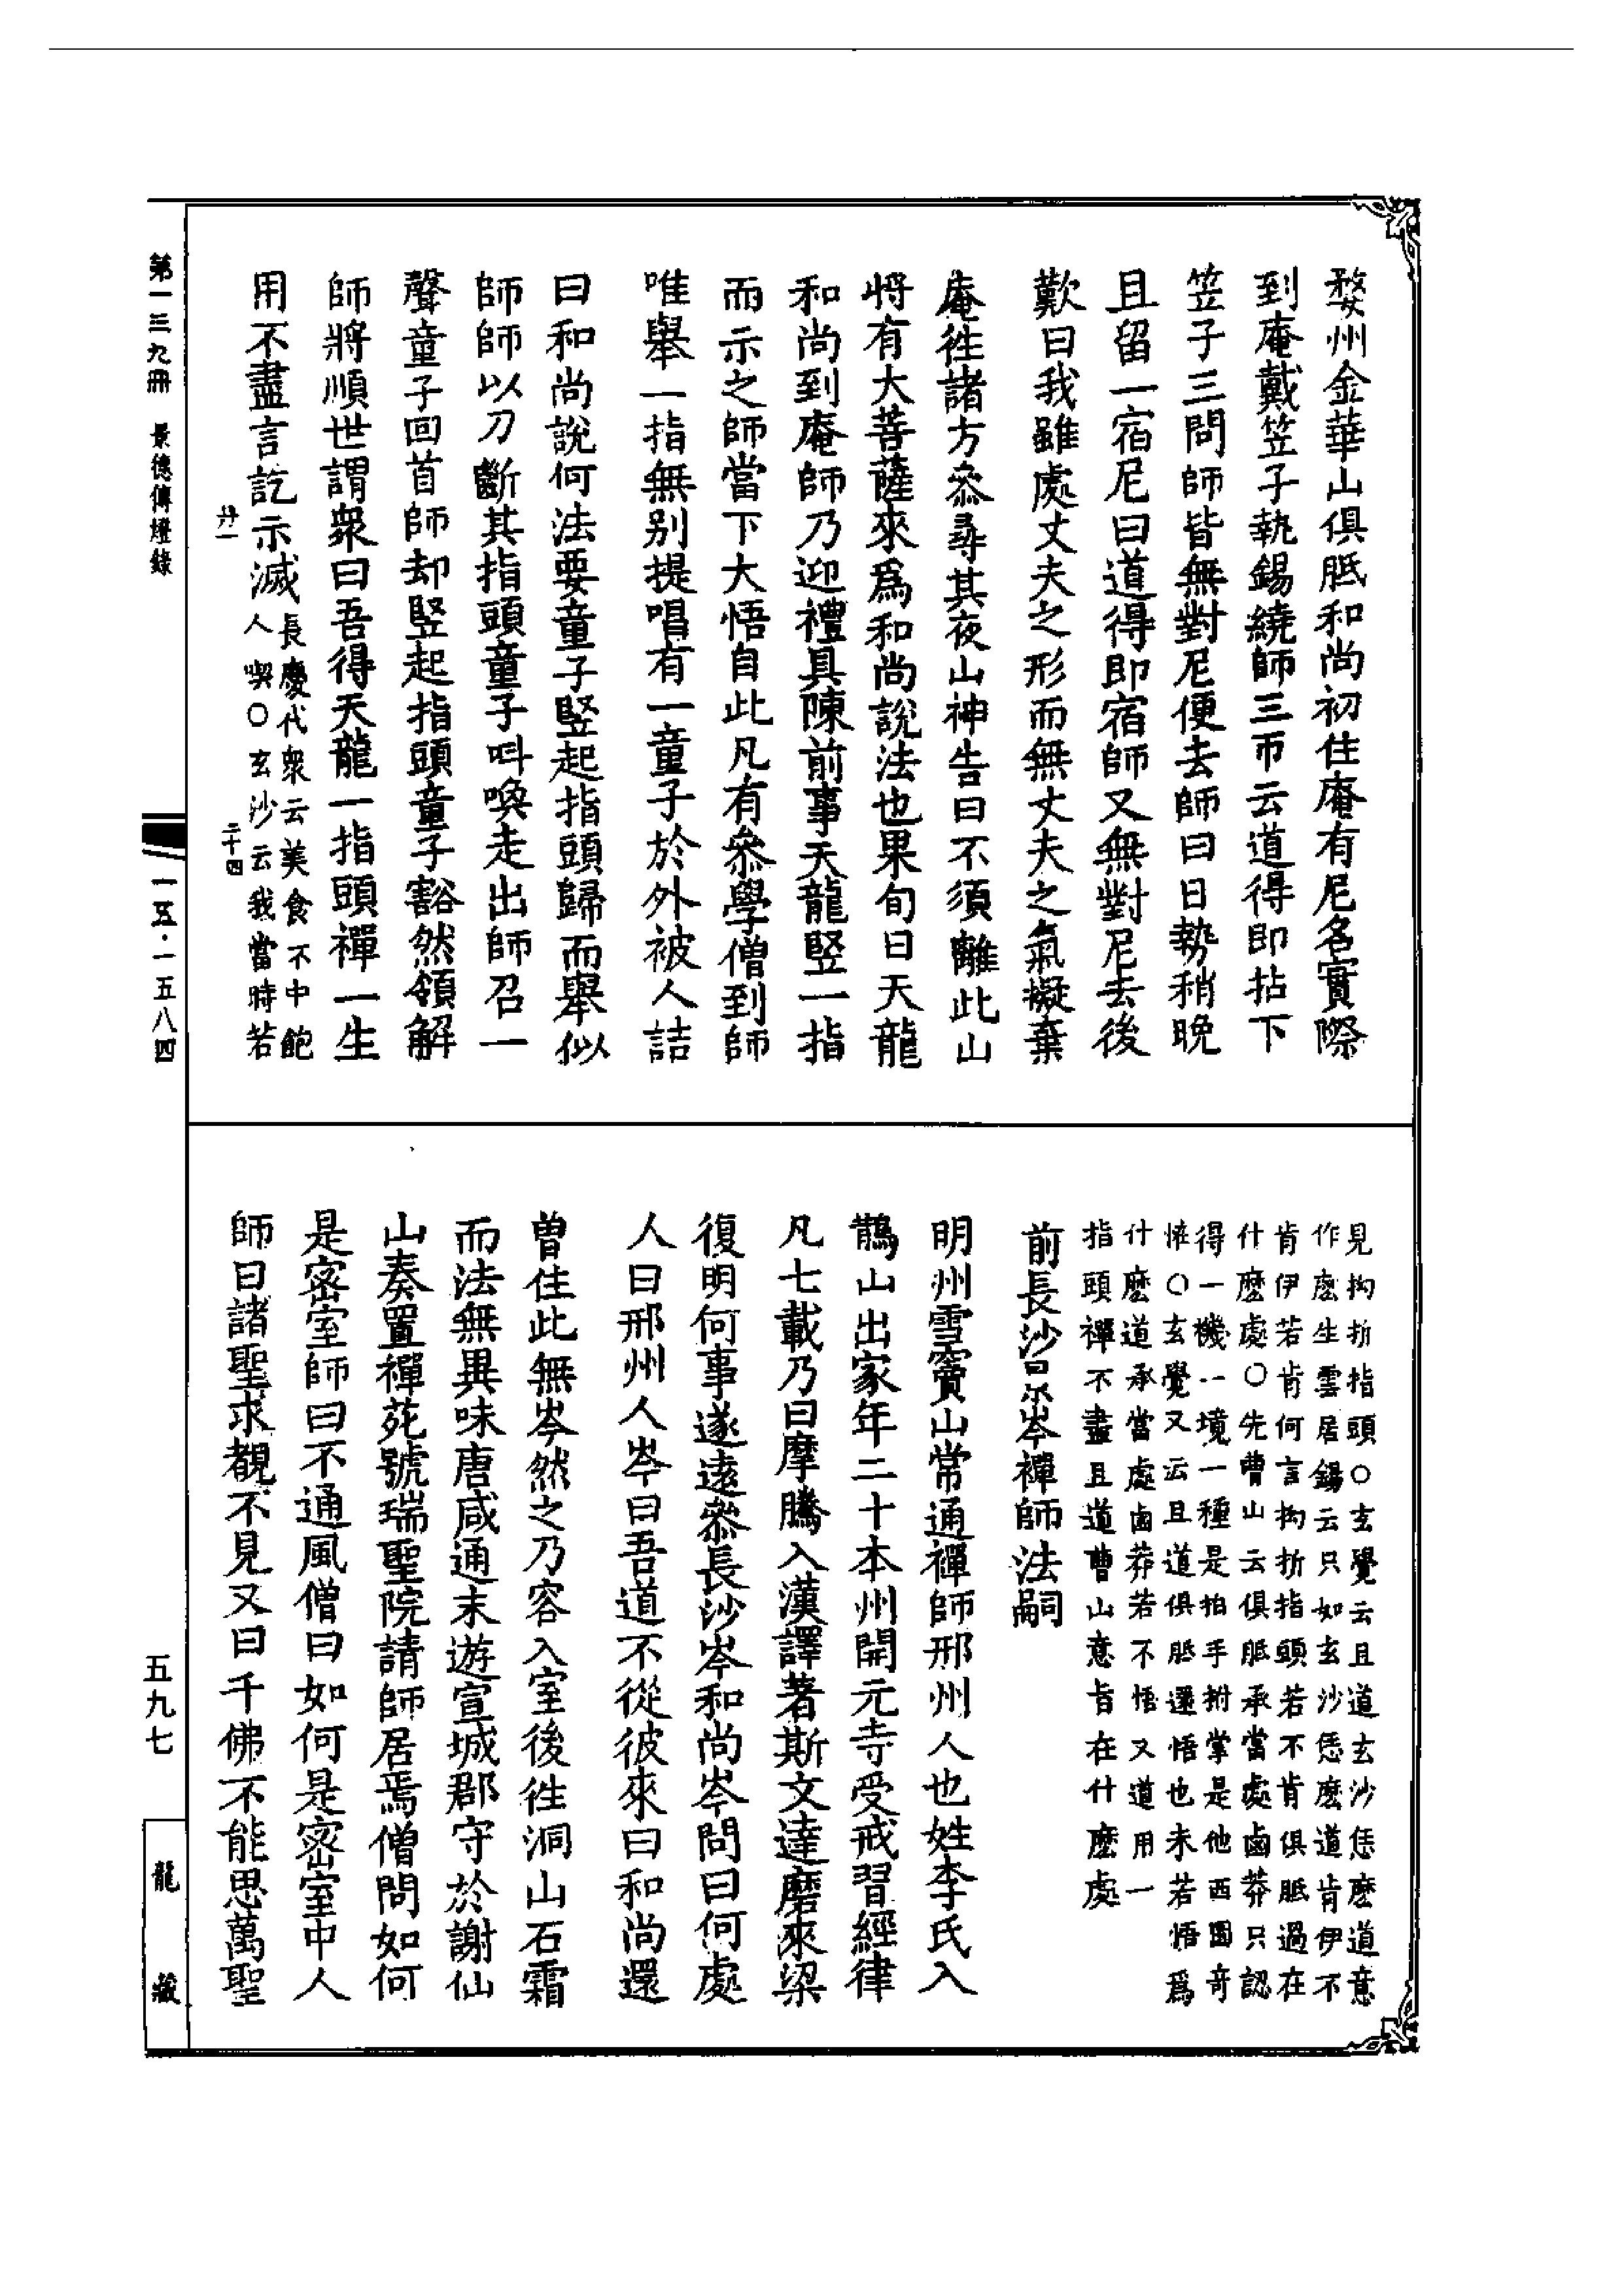 婺州金華山俱胝和尚初住庵有尼名實際
到庵戴笠子執錫繞師三帀云道得即拈下
笠子三問師皆無對尼便去師曰日勢稍晚
且留一宿尼曰道得即宿師又無對尼去後
歎曰我雖處丈夫之形而無丈夫之氣擬棄
庵徃諸方叅尋其夜山神告曰不須離此山
將有大菩薩來爲和尚說法也果旬日天龍
和尚到庵師乃迎禮具陳前事天龍竪一指
而示之師當下大悟自此凡有叅學僧到師
唯舉一指無别提唱有一童子於外被人詰
曰和尚說何法要童子竪起指頭歸而舉似
師師以刀斷其指頭童子呌喚走出師召一
聲童子回首師却竪起指頭童子豁然領解
師將順世謂衆曰吾得天龍一指頭禪一生
用不盡言訖示滅
長慶代衆云美食不中飽
人喫○玄沙云我當時若
見拗折指頭○玄覺云且道玄沙恁麽道意
作麽生雲居錫云只如玄沙恁麽道肯伊不
肯伊若肯何言拗折指頭若不肯俱胝過在
什麽處○先曹山云俱胝承當處鹵莽只認
得一機一境一種是拍手拊掌是他西園奇
恠○玄覺又云且道俱胝還悟也未若悟爲
什麽道承當處鹵莽若不悟又道用一
指頭禪不盡且道曹山意旨在什麽處
前長沙景岑禪師法嗣
明州雪竇山常通禪師邢州人也姓李氏入
鵲山出家年二十本州開元寺受戒習經律
凡七載乃曰摩騰入漢譯著斯文達磨來梁
復明何事遂遠叅長沙岑和尚岑問曰何處
人曰邢州人岑曰吾道不從彼來曰和尚還
曾住此無岑然之乃容入室後徃洞山石霜
而法無異味唐咸通末遊宣城郡守於謝仙
山奏置禪苑號瑞聖院請師居焉僧問如何
是密室師曰不通風僧曰如何是密室中人
師曰諸聖求覩不見又曰千佛不能思萬聖
第一三九冊 景德傳燈錄
二十四
一五·一五八四
五九七
龍藏